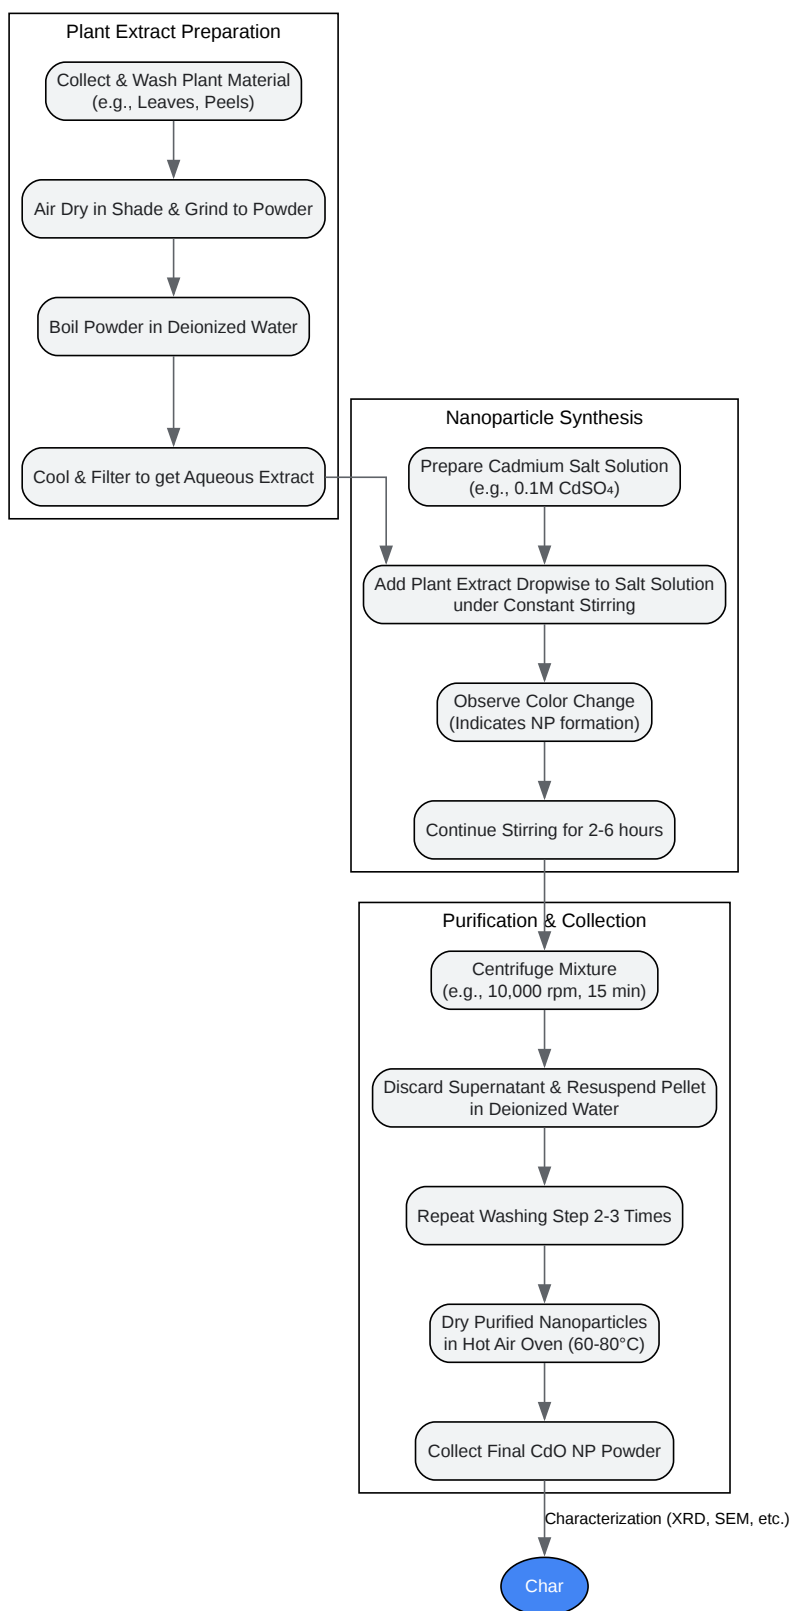 Plant Extract Preparation
Collect & Wash Plant Material
(e.g., Leaves, Peels)
Air Dry in Shade & Grind to Powder
Boil Powder in Deionized Water
Cool & Filter to get Aqueous Extract
Nanoparticle Synthesis
Prepare Cadmium Salt Solution
(e.g., 0.1M CdSO₄)
Add Plant Extract Dropwise to Salt Solution
under Constant Stirring
Observe Color Change
(Indicates NP formation)
Continue Stirring for 2-6 hours
Purification & Collection
Centrifuge Mixture
(e.g., 10,000 rpm, 15 min)
Discard Supernatant & Resuspend Pellet
in Deionized Water
Repeat Washing Step 2-3 Times
Dry Purified Nanoparticles
in Hot Air Oven (60-80°C)
Collect Final CdO NP Powder
Characterization (XRD, SEM, etc.)
Char